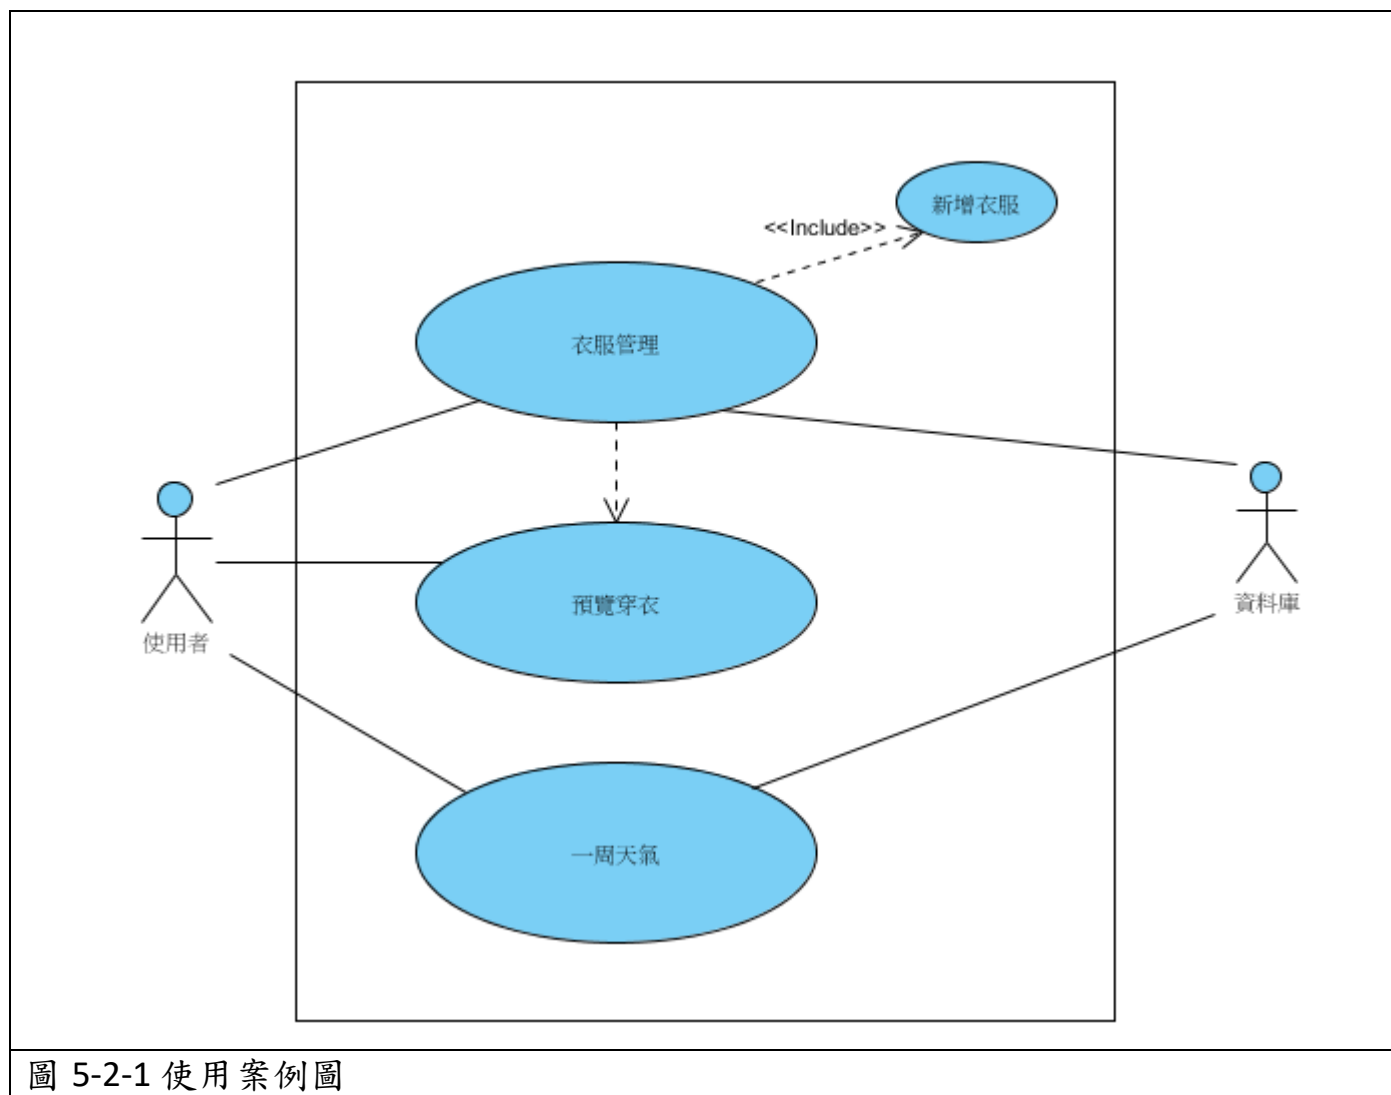 新增衣服
<<Include>>
衣服管理
預覽穿衣
使用者
資料庫
一周天氣
圖 5-2-1 使用案例圖